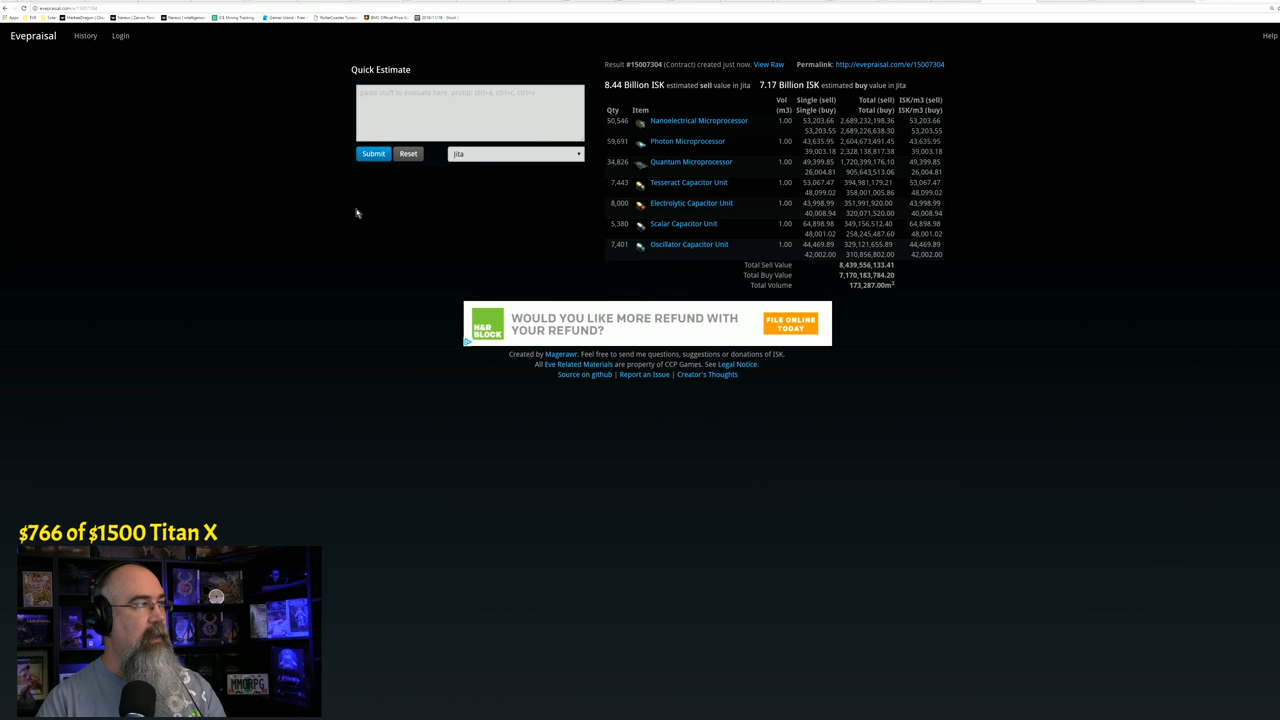 evepraisal.com/e/15007304
Apps
Evepraisal
History
Login
Help
Quick Estimate
paste stuff to evaluate here, protip: ctrl+a, ctrl+c, ctrl+v
Submit
Reset
Jita
Result #15007304 (Contract) created just now. View Raw
Permalink: http://evepraisal.com/e/15007304
8.44 Billion ISK estimated sell value in Jita 7.17 Billion ISK estimated buy value in Jita
Vol Single (sell) Total (sell) ISK/m3 (sell)
Qty Item (m3) Single (buy) Total (buy) ISK/m3 (buy)
50,546 Nanoelectrical Microprocessor 1.00 53,203.66 2,689,232,198.36 53,203.66
53,203.55 2,689,226,638.30 53,203.55
59,691 Photon Microprocessor 1.00 43,635.95 2,604,673,491.45 43,635.95
39,003.18 2,328,138,817.38 39,003.18
34,826 Quantum Microprocessor 1.00 49,399.85 1,720,399,176.10 49,399.85
26,004.81 905,643,513.06 26,004.81
7,443 Tesseract Capacitor Unit 1.00 53,067.47 394,981,179.21 53,067.47
48,099.02 358,001,005.86 48,099.02
8,000 Electrolytic Capacitor Unit 1.00 43,998.99 351,991,920.00 43,998.99
40,008.94 320,071,520.00 40,008.94
5,380 Scalar Capacitor Unit 1.00 64,898.98 349,156,512.40 64,898.98
48,001.02 258,245,487.60 48,001.02
7,401 Oscillator Capacitor Unit 1.00 44,469.89 329,121,655.89 44,469.89
42,002.00 310,856,802.00 42,002.00
Total Sell Value 8,439,556,133.41
Total Buy Value 7,170,183,784.20
Total Volume 173,287.00m3
H&R BLOCK
WOULD YOU LIKE MORE REFUND WITH
YOUR REFUND?
FILE ONLINE
TODAY
Created by Magerawr. Feel free to send me questions, suggestions or donations of ISK.
All Eve Related Materials are property of CCP Games. See Legal Notice.
Source on github | Report an Issue | Creator's Thoughts
$766 of $1500 Titan X
MMORPG